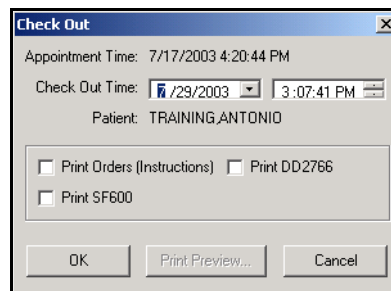 Check Out
Appointment Time: 7/17/2003 4:20:44 PM
Check Out Time: 7 /29/2003 3 :07:41 PM
Patient: TRAINING,ANTONIO
Print Orders (Instructions) Print DD2766
Print SF600
OK Print Preview... Cancel